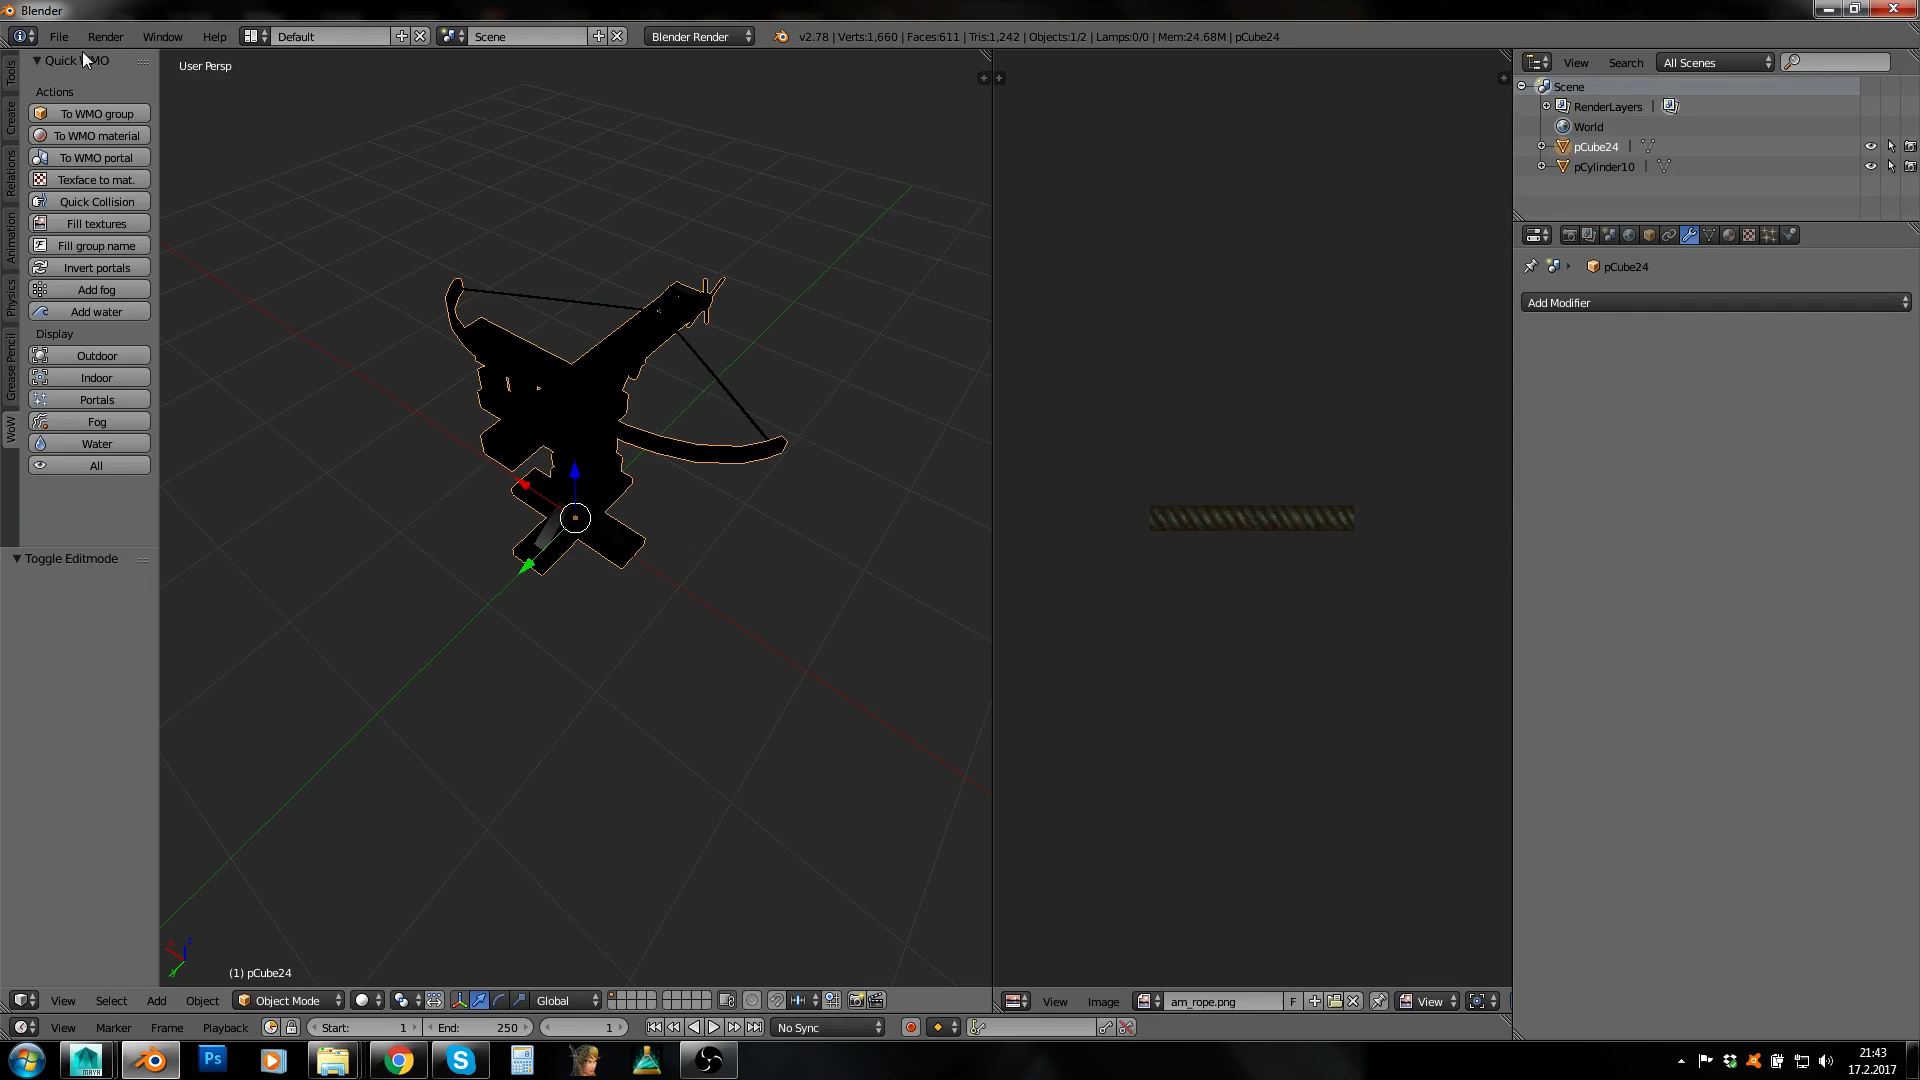 Blender
File Render Window Help Default Scene Blender Render v2.78 | Verts:1,660 | Faces:611 | Tris:1,242 | Objects:1/2 | Lamps:0/0 | Mem:24.68M | pCube24
Tools
Create
Relations
Animation
Physics
Grease Pencil
WoW
Actions
To WMO group
To WMO material
To WMO portal
Texface to mat.
Quick Collision
Fill textures
Fill group name
Invert portals
Add fog
Add water
Display
Outdoor
Indoor
Portals
Fog
Water
All
Toggle Editmode
User Persp
x z
y
(1) pCube24
View Search All Scenes
Scene
RenderLayers |
World
pCube24 |
pCylinder10 |
pCube24
Add Modifier
View Select Add Object Object Mode Global
View Image am_rope.png F View
View Marker Frame Playback Start: 1 End: 250 1 No Sync
MAYA
Ps
21:43
17.2.2017